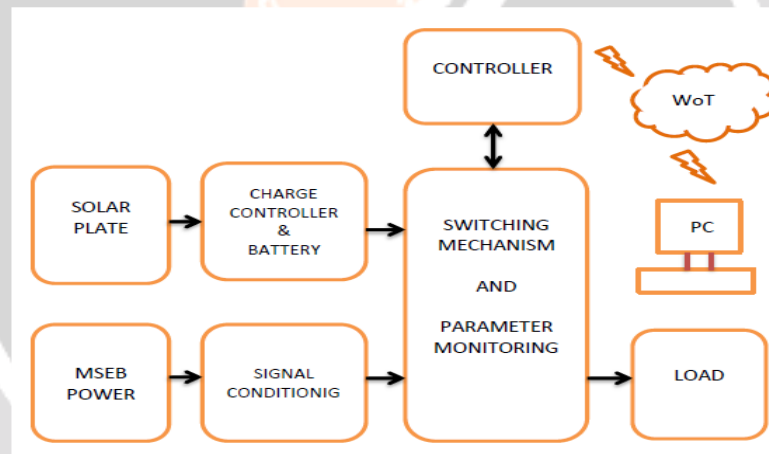 CONTROLLER
WoT
SOLAR
PLATE
CHARGE
CONTROLLER
&
BATTERY
SWITCHING
MECHANISM
AND
PARAMETER
MONITORING
PC
MSEB
POWER
SIGNAL
CONDITIONIG
LOAD